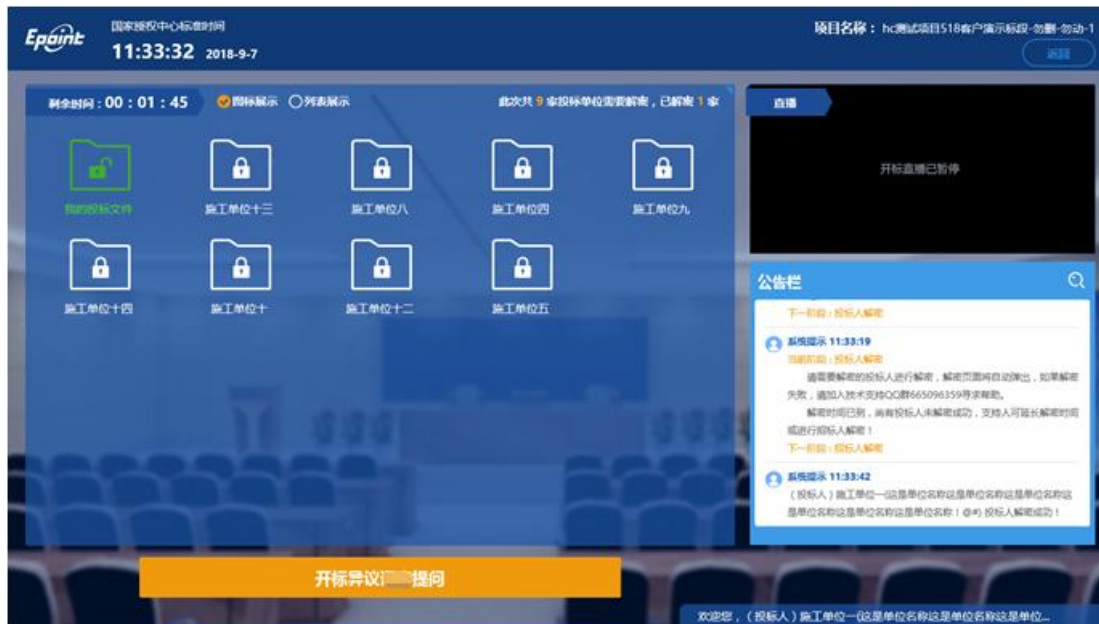 Epoint
国家授权中心标准时间
11:33:32 2018-9-7
项目名称：hc测试项目518客户演示标段-勿删-勿动-1
返回
剩余时间：00：01：45
图标展示 列表展示
此次共 9 家投标单位需要解密，已解密 1 家
我的投标文件
施工单位十三
施工单位八
施工单位四
施工单位九
施工单位十四
施工单位十
施工单位十二
施工单位五
直播
开标直播已暂停
公告栏
下一阶段：投标人解密
系统提示 11:33:19
当前阶段：投标人解密
请需要解密的投标人进行解密，解密页面将自动弹出，如果解密
失败，请加入技术支持QQ群665096359寻求帮助。
解密时间已到，尚有投标人未解密成功，支持人可延长解密时间
或进行招标人解密！
下一阶段：投标人解密
系统提示 11:33:42
（投标人）施工单位一(这是单位名称这是单位名称这是单位名称这
是单位名称这是单位名称这是单位名称！@#) 投标人解密成功！
开标异议 提问
欢迎您，（投标人）施工单位一(这是单位名称这是单位名称这是单位...